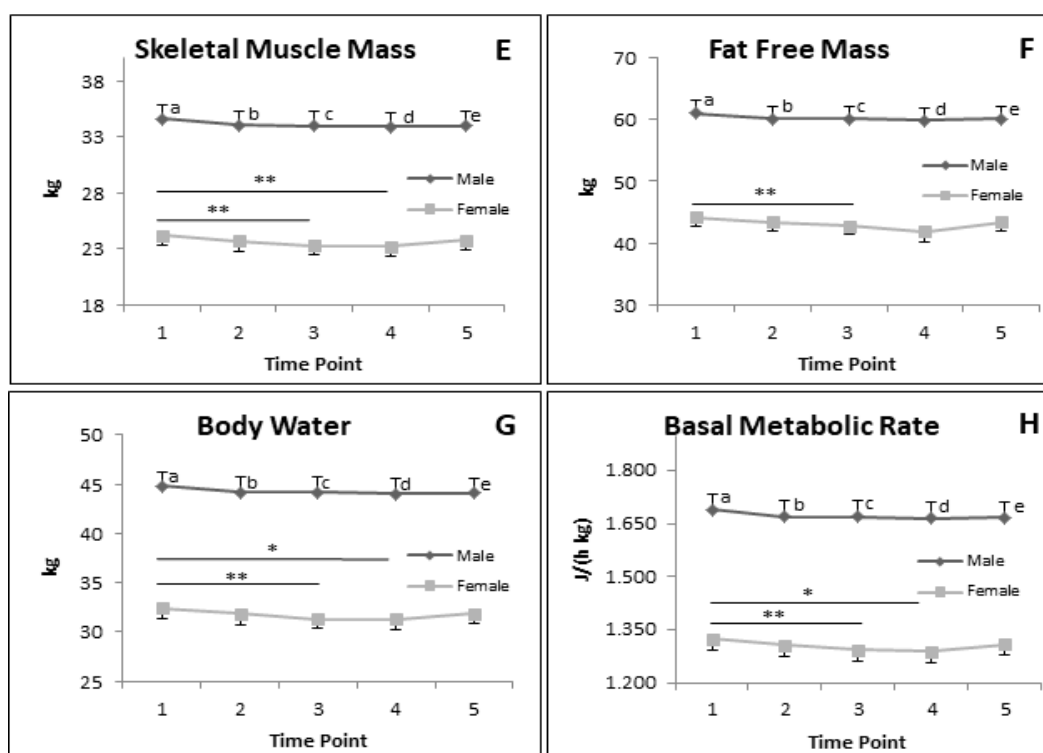 Skeletal Muscle Mass E
38
33
28
23
18
kg
a b c d e
**
**
Male
Female
1 2 3 4 5
Time Point
Fat Free Mass F
70
60
50
40
30
kg
a b c d e
**
Male
Female
1 2 3 4 5
Time Point
Body Water G
50
45
40
35
30
25
kg
a b c d e
*
**
Male
Female
1 2 3 4 5
Time Point
Basal Metabolic Rate H
1.800
1.650
1.500
1.350
1.200
J/(h kg)
a b c d e
*
**
Male
Female
1 2 3 4 5
Time Point